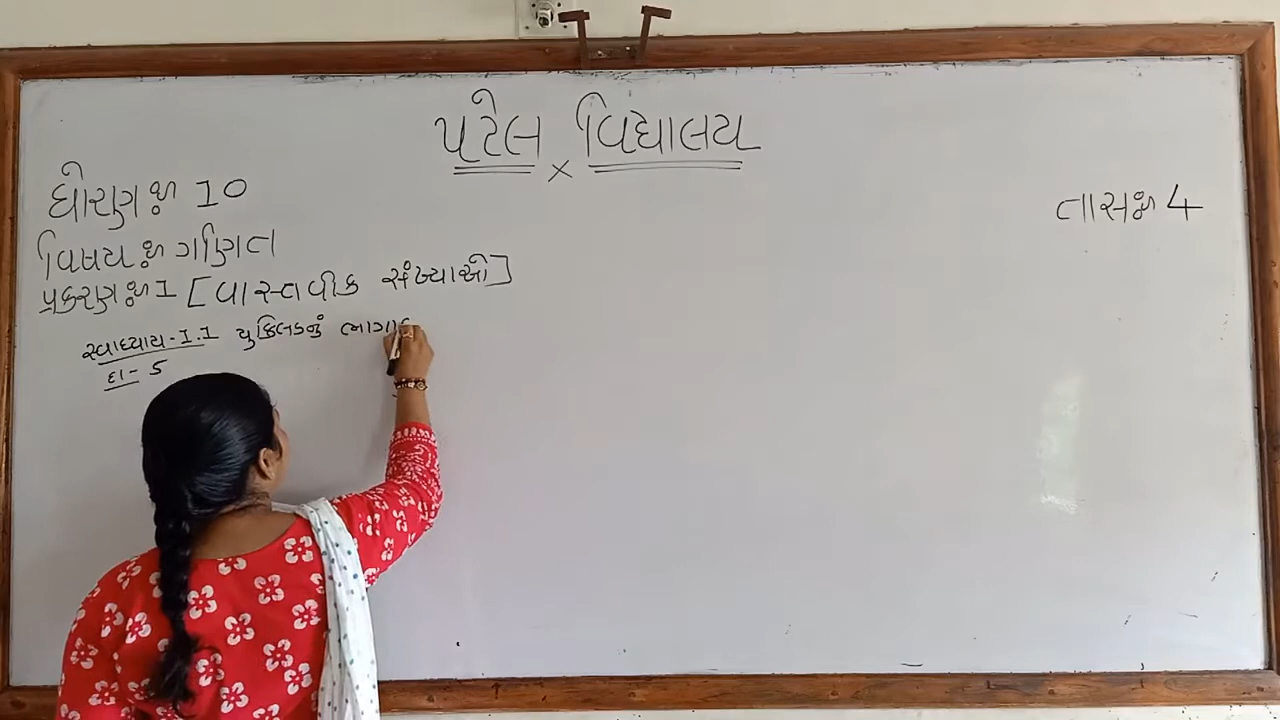 પટેલ × વિદ્યાલય
ધોરણ ઃ 10
તાસ ઃ 4
વિષય ઃ ગણિત
પ્રકરણ ઃ 1 [વાસ્તવીક સંખ્યાઓ]
સ્વાધ્યાય - 1.1 યુક્લિડનું
દા - 5